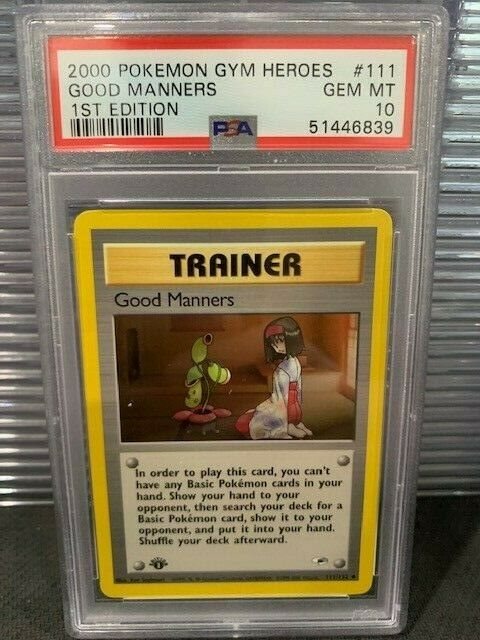 2000 POKEMON GYM HEROES #111
GOOD MANNERS GEM MT
1ST EDITION 10
PSA 51446839
TRAINER
Good Manners
In order to play this card, you can't
have any Basic Pokémon cards in your
hand. Show your hand to your
opponent, then search your deck for a
Basic Pokémon card, show it to your
opponent, and put it into your hand.
Shuffle your deck afterward.
1
111/132